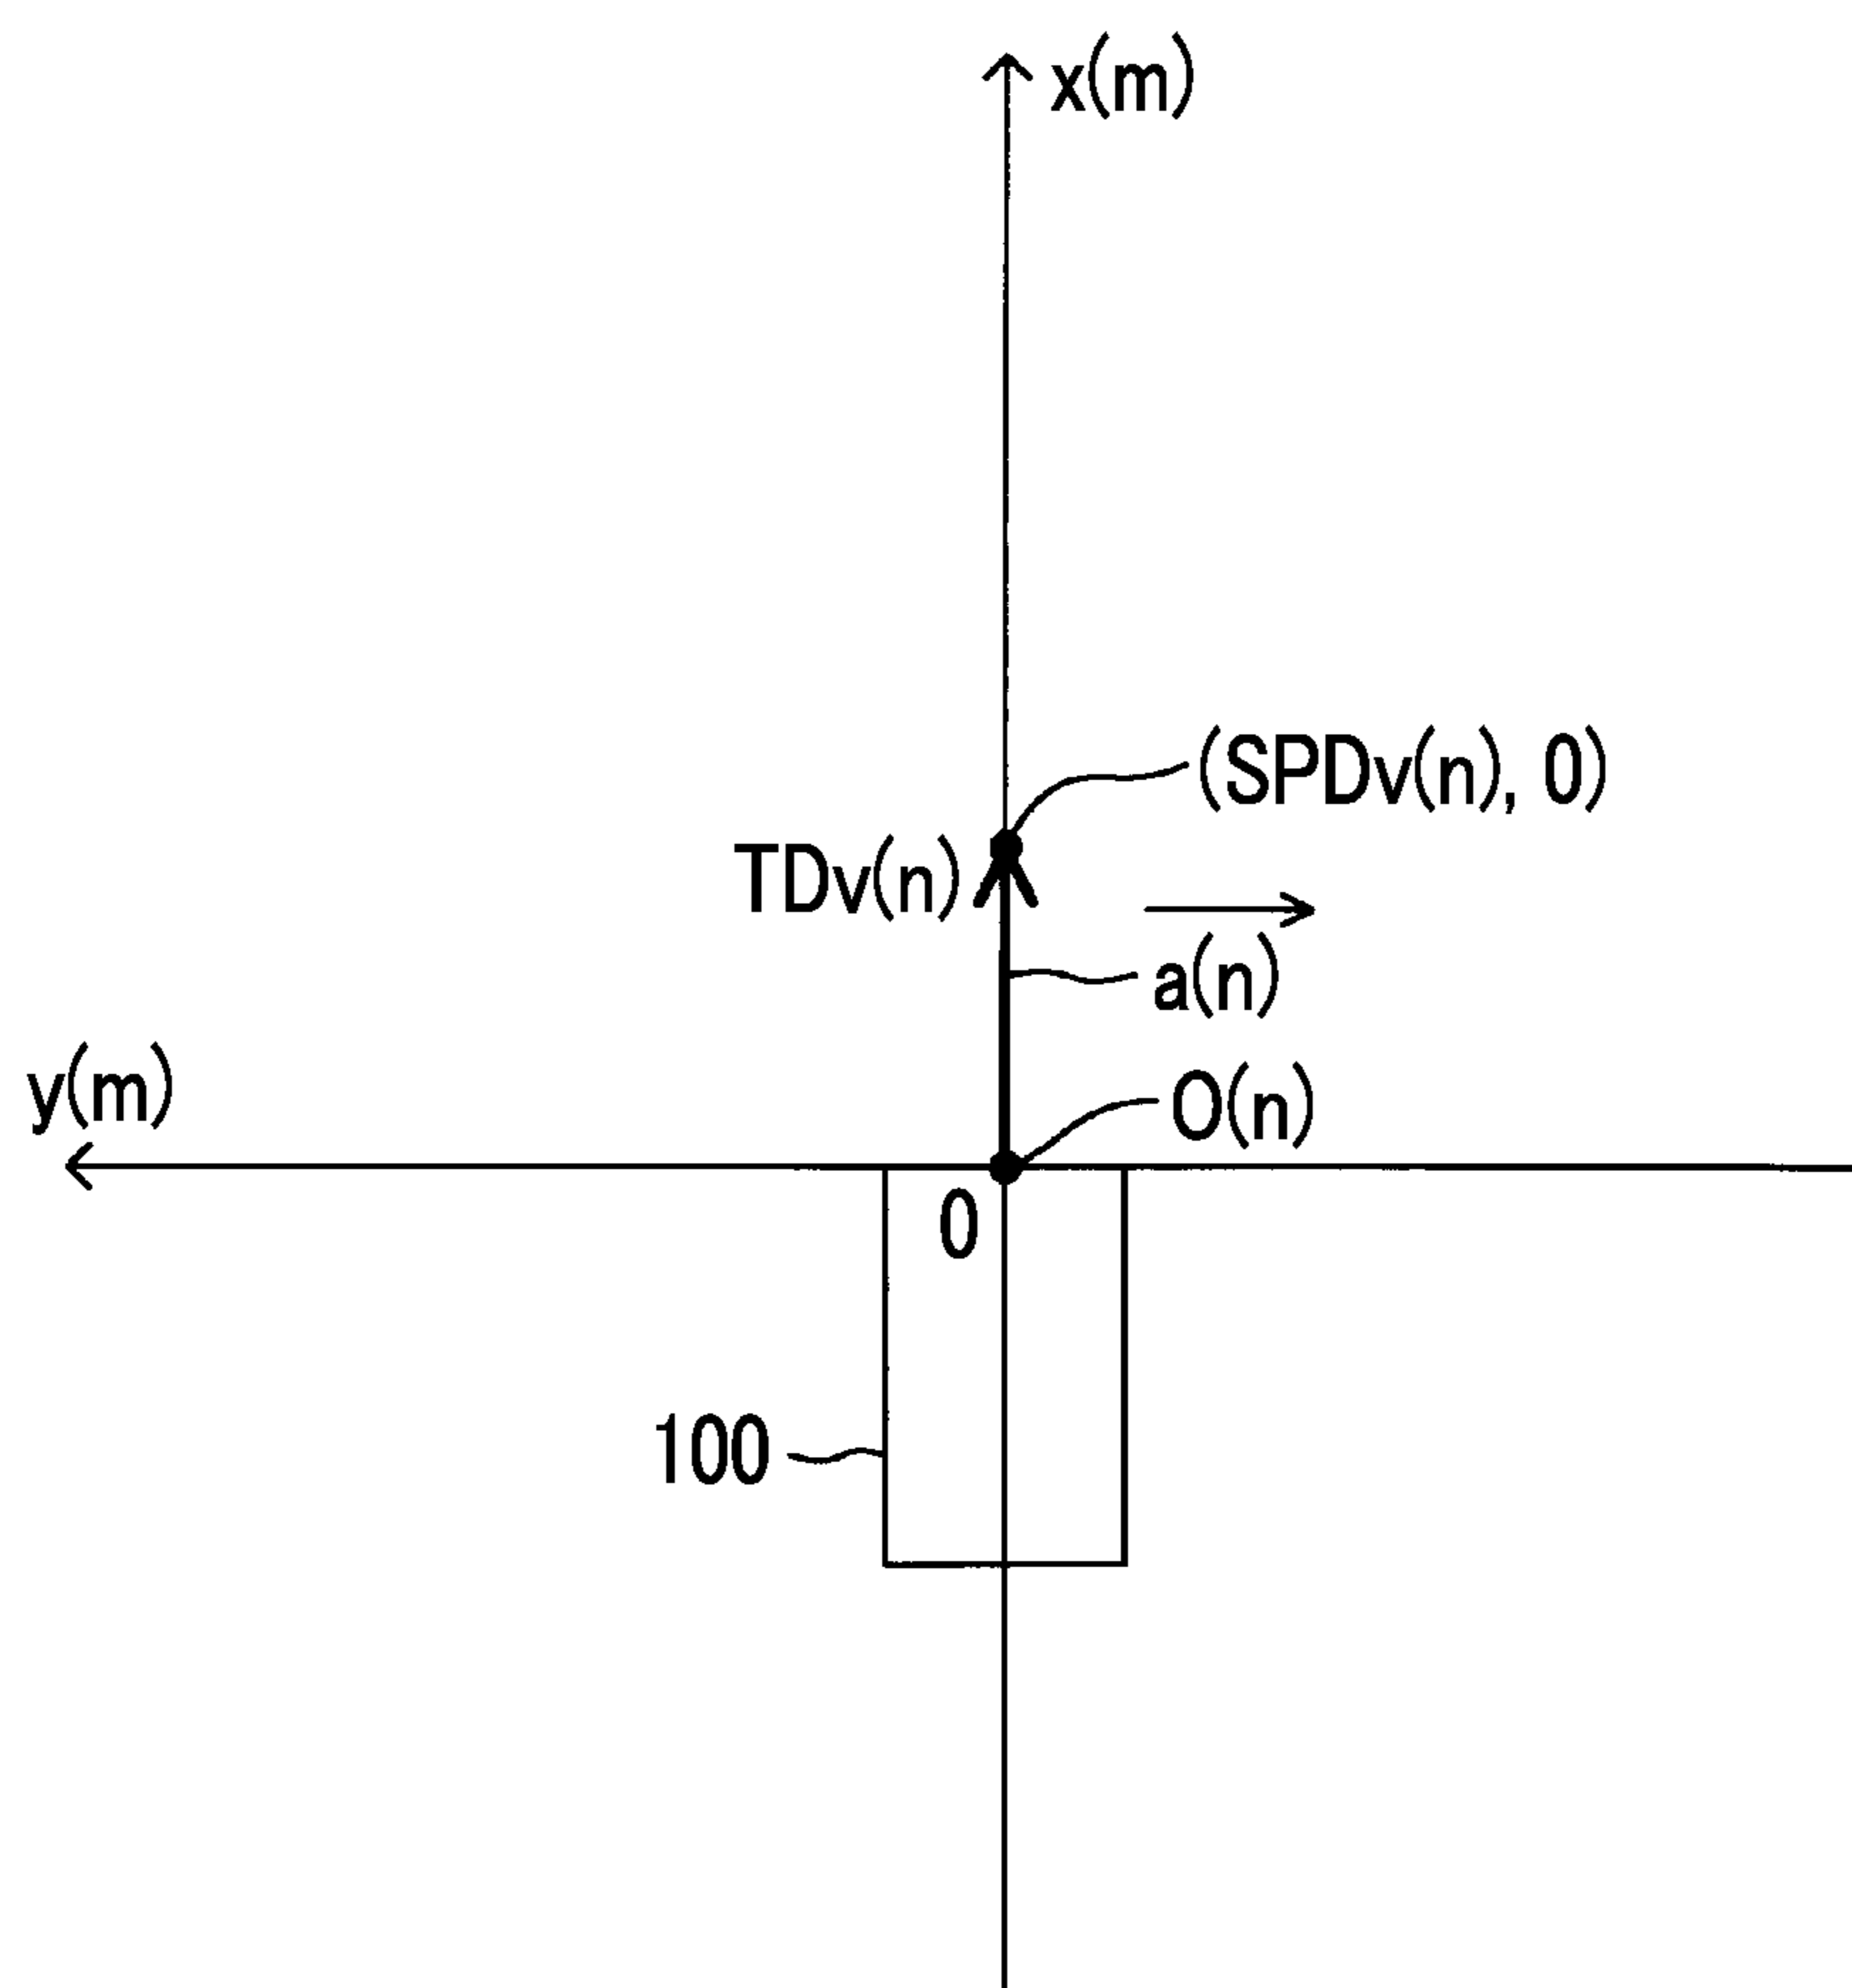 x(m)
(SPDv(n), 0)
TDv(n)
a(n)
y(m)
O(n)
0
100